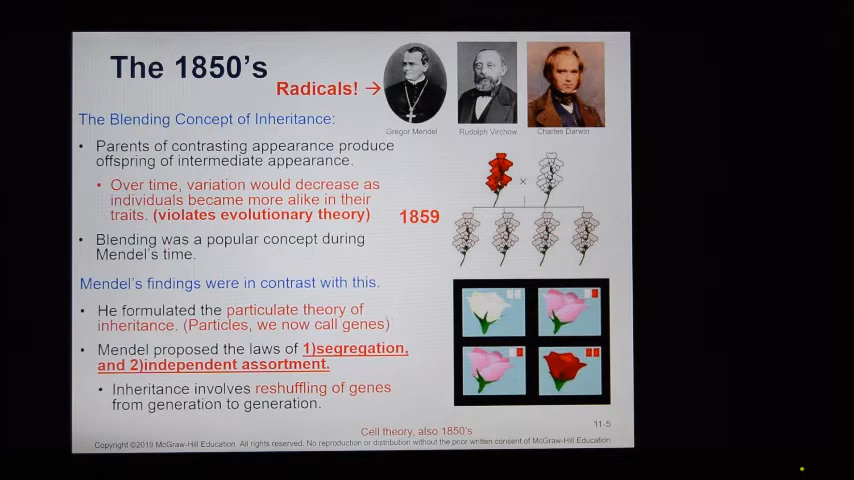 The 1850's
Radicals! →
Gregor Mendel
Rudolph Virchow
Charles Darwin
The Blending Concept of Inheritance:
• Parents of contrasting appearance produce
offspring of intermediate appearance.
• Over time, variation would decrease as
individuals became more alike in their
traits. (violates evolutionary theory)
1859
×
• Blending was a popular concept during
Mendel's time.
Mendel's findings were in contrast with this.
• He formulated the particulate theory of
inheritance. (Particles, we now call genes)
• Mendel proposed the laws of 1)segregation,
and 2)independent assortment.
• Inheritance involves reshuffling of genes
from generation to generation.
Cell theory, also 1850's
11-5
Copyright ©2019 McGraw-Hill Education. All rights reserved. No reproduction or distribution without the prior written consent of McGraw-Hill Education.